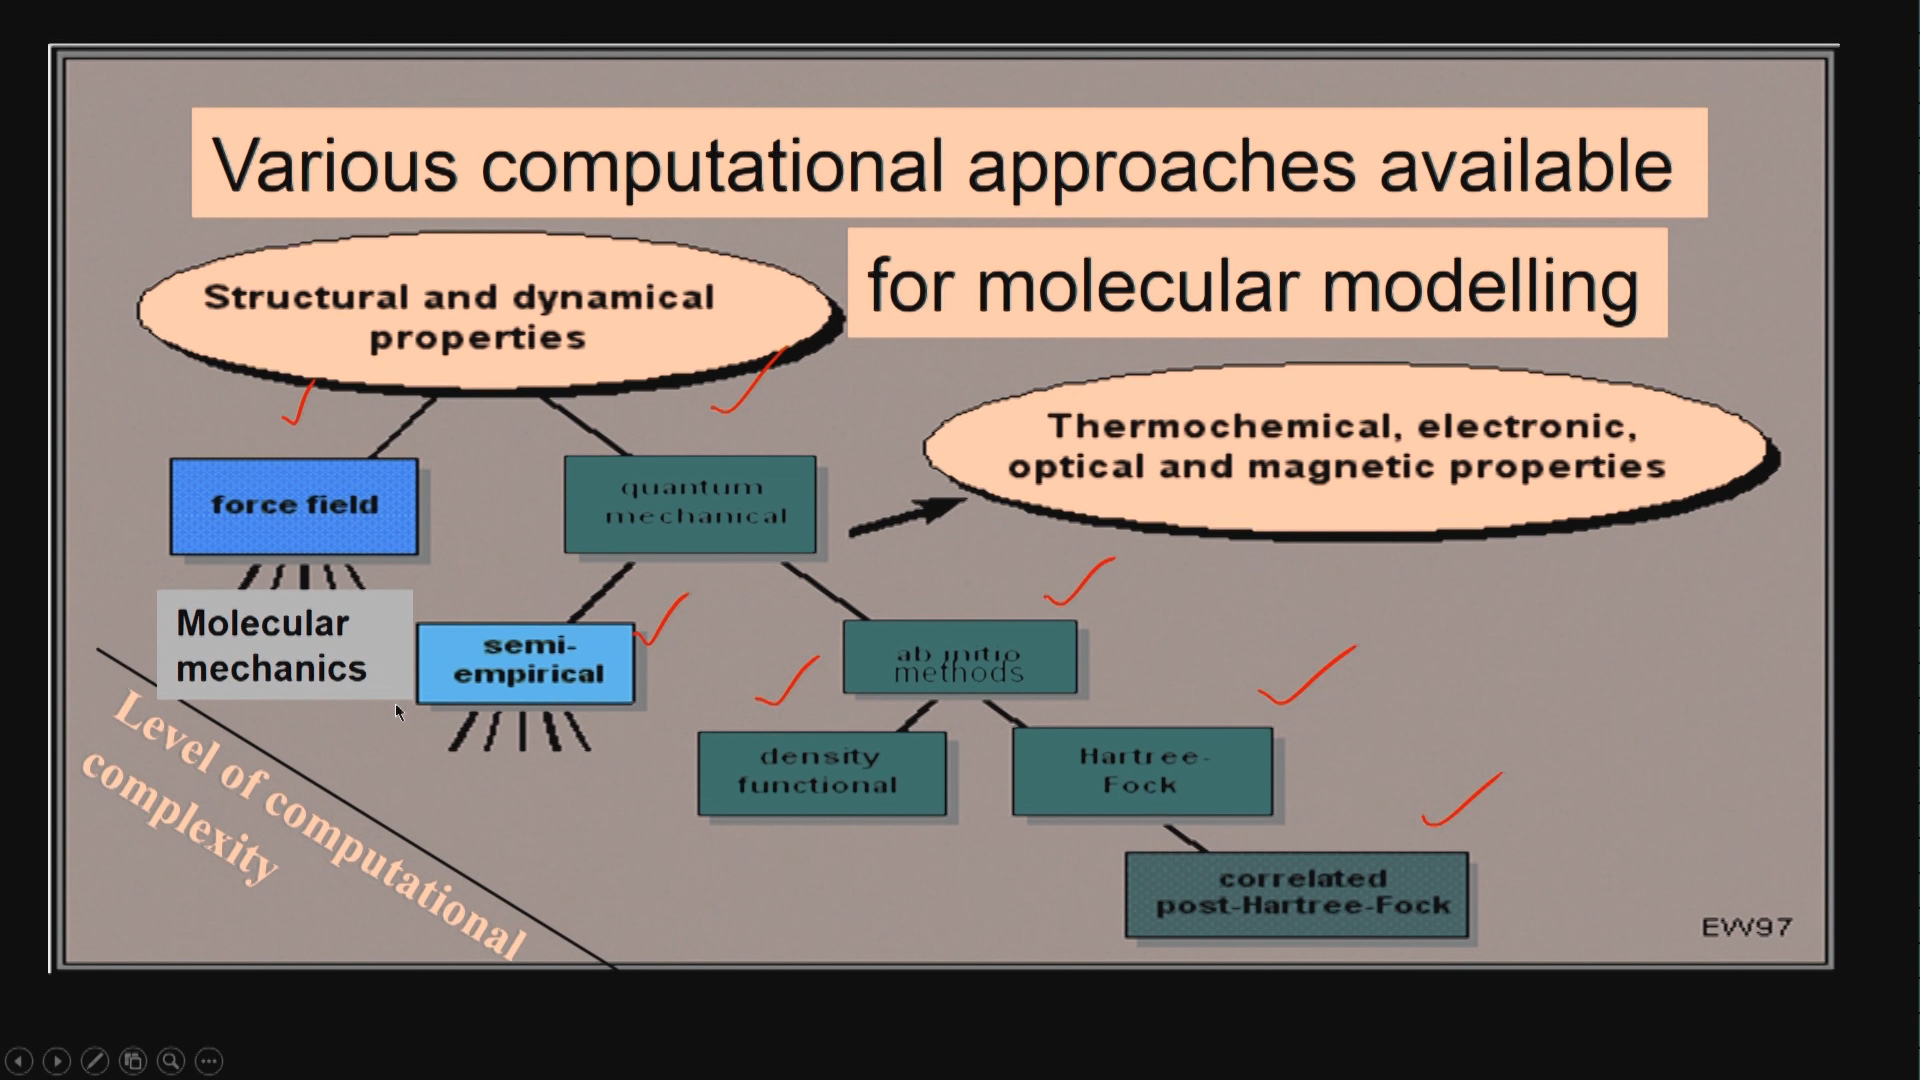 Various computational approaches available
for molecular modelling
Structural and dynamical
properties
Thermochemical, electronic,
optical and magnetic properties
force field
quantum
mechanical
Molecular
mechanics
semi-
empirical
ab initio
methods
density
functional
Hartree-
Fock
correlated
post-Hartree-Fock
Level of computational
complexity
EW97